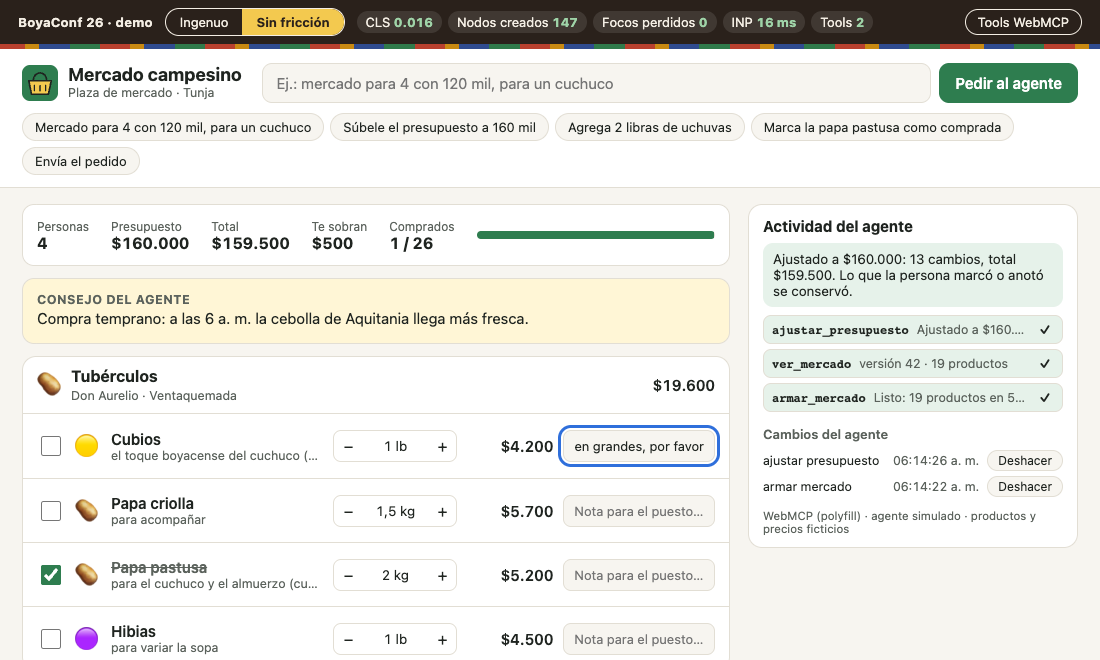 BoyaConf 26 · demo
Ingenuo
Sin fricción
CLS 0.016
Nodos creados 147
Focos perdidos 0
INP 16 ms
Tools 2
Tools WebMCP
Mercado campesino
Plaza de mercado · Tunja
Ej.: mercado para 4 con 120 mil, para un cuchuco
Pedir al agente
Mercado para 4 con 120 mil, para un cuchuco
Súbele el presupuesto a 160 mil
Agrega 2 libras de uchuvas
Marca la papa pastusa como comprada
Envía el pedido
Personas
4
Presupuesto
$160.000
Total
$159.500
Te sobran
$500
Comprados
1 / 26
CONSEJO DEL AGENTE
Compra temprano: a las 6 a. m. la cebolla de Aquitania llega más fresca.
Tubérculos
Don Aurelio · Ventaquemada
$19.600
Cubios
el toque boyacense del cuchuco (...
− 1 lb +
$4.200
en grandes, por favor
Papa criolla
para acompañar
− 1,5 kg +
$5.700
Nota para el puesto...
Papa pastusa
para el cuchuco y el almuerzo (cu...
− 2 kg +
$5.200
Nota para el puesto...
Hibias
para variar la sopa
− 1 lb +
$4.500
Nota para el puesto...
Actividad del agente
Ajustado a $160.000: 13 cambios, total
$159.500. Lo que la persona marcó o anotó
se conservó.
ajustar_presupuesto Ajustado a $160.... ✓
ver_mercado versión 42 · 19 productos ✓
armar_mercado Listo: 19 productos en 5... ✓
Cambios del agente
ajustar presupuesto 06:14:26 a. m. Deshacer
armar mercado 06:14:22 a. m. Deshacer
WebMCP (polyfill) · agente simulado · productos y
precios ficticios